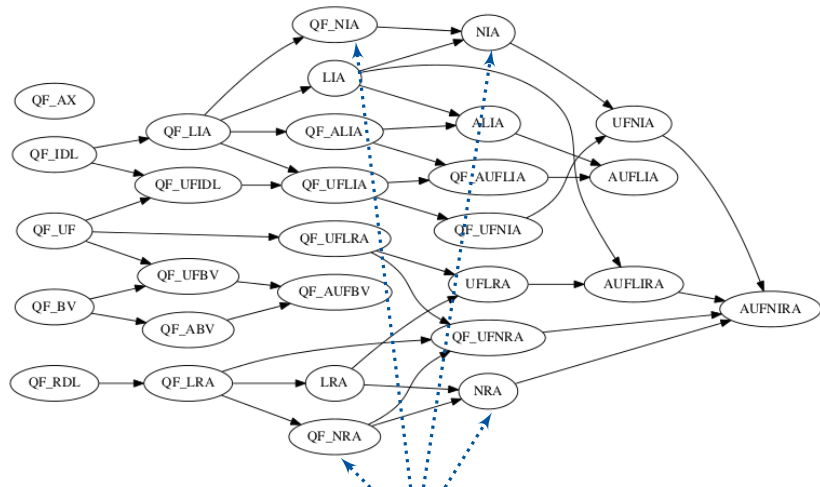 QF_NIA
NIA
LIA
QF_AX
QF_LIA
QF_ALIA
ALIA
UFNIA
QF_IDL
QF_UFIDL
QF_UFLIA
QF_AUFLIA
AUFLIA
QF_UF
QF_UFLRA
QF_UFNIA
QF_UFBV
QF_AUFBV
UFLRA
AUFLIRA
QF_BV
QF_ABV
QF_UFNRA
AUFNIRA
QF_RDL
QF_LRA
LRA
NRA
QF_NRA